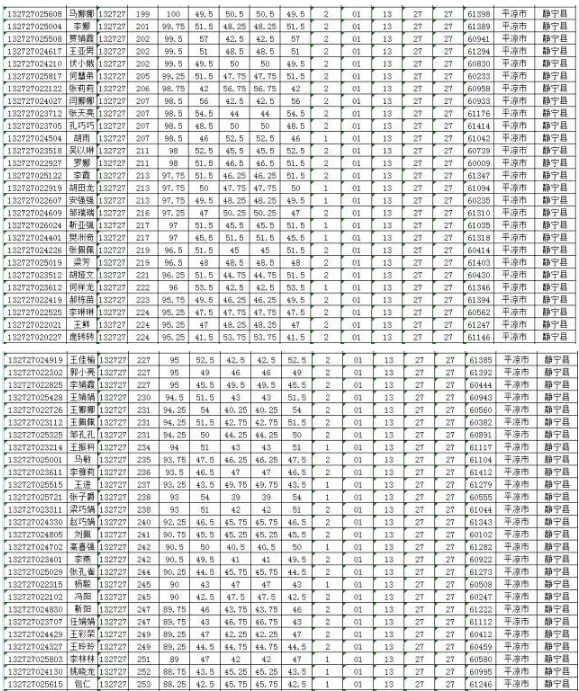 132727025608 马娜娜 132727 199 100 49.5 50.5 50.5 49.5 2 01 13 27 27 61398 平凉市 静宁县
132727025004 李娜 132727 201 99.75 51.5 48.25 48.25 51.5 2 01 13 27 27 61389 平凉市 静宁县
132727025508 贾娟霞 132727 202 99.5 57 42.5 42.5 57 2 01 13 27 27 60941 平凉市 静宁县
132727024617 王亚男 132727 202 99.5 51 48.5 48.5 51 2 01 13 27 27 61294 平凉市 静宁县
132727024210 伏小娥 132727 202 99.5 49.5 50 50 49.5 2 01 13 27 27 60830 平凉市 静宁县
132727025817 何慧弟 132727 205 99.25 51.5 47.75 47.75 51.5 2 01 13 27 27 60233 平凉市 静宁县
132727022122 张莉莉 132727 206 98.75 42 56.75 56.75 42 2 01 13 27 27 60958 平凉市 静宁县
132727024027 闫娜娜 132727 207 98.5 56 42.5 42.5 56 2 01 13 27 27 60933 平凉市 静宁县
132727023712 张天亮 132727 207 98.5 54.5 44 44 54.5 2 01 13 27 27 61176 平凉市 静宁县
132727023705 孔巧巧 132727 207 98.5 48.5 50 50 48.5 2 01 13 27 27 61414 平凉市 静宁县
132727024504 胡雨 132727 207 98.5 46 52.5 52.5 46 1 01 13 27 27 61042 平凉市 静宁县
132727023518 吴以琳 132727 211 98 52.5 45.5 45.5 52.5 2 01 13 27 27 60739 平凉市 静宁县
132727022927 罗娜 132727 211 98 51.5 46.5 46.5 51.5 2 01 13 27 27 60009 平凉市 静宁县
132727025122 李霞 132727 213 97.75 51.5 46.25 46.25 51.5 2 01 13 27 27 61347 平凉市 静宁县
132727022919 胡田龙 132727 213 97.75 50 47.75 47.75 50 1 01 13 27 27 61094 平凉市 静宁县
132727022607 安强强 132727 213 97.75 49.5 48.25 48.25 49.5 1 01 13 27 27 60235 平凉市 静宁县
132727024609 邹瑞瑞 132727 216 97.25 47 50.25 50.25 47 2 01 13 27 27 61310 平凉市 静宁县
132727026024 靳亚强 132727 217 97 51.5 45.5 45.5 51.5 1 01 13 27 27 61035 平凉市 静宁县
132727024401 樊洲奇 132727 217 97 45.5 51.5 51.5 45.5 1 01 13 27 27 61318 平凉市 静宁县
132727024226 张佩佩 132727 219 96.5 51.5 45 45 51.5 2 01 13 27 27 60414 平凉市 静宁县
132727025019 梁芳 132727 219 96.5 48 48.5 48.5 48 2 01 13 27 27 61403 平凉市 静宁县
132727023512 胡娅文 132727 221 96.25 51.5 44.75 44.75 51.5 2 01 13 27 27 60430 平凉市 静宁县
132727023612 何祥龙 132727 222 96 53.5 42.5 42.5 53.5 1 01 13 27 27 61346 平凉市 静宁县
132727022419 郝栋苗 132727 223 95.75 49.5 46.25 46.25 49.5 2 01 13 27 27 61394 平凉市 静宁县
132727022525 李琳琳 132727 224 95.25 47.5 47.75 47.75 47.5 2 01 13 27 27 60562 平凉市 静宁县
132727022021 王鲜 132727 224 95.25 47 48.25 48.25 47 2 01 13 27 27 61247 平凉市 静宁县
132727020227 庞转转 132727 224 95.25 41.5 53.75 53.75 41.5 2 01 13 27 27 61146 平凉市 静宁县
132727024919 王佳榆 132727 227 95 52.5 42.5 42.5 52.5 2 01 13 27 27 61385 平凉市 静宁县
132727022302 郭小亮 132727 227 95 49 46 46 49 2 01 13 27 27 61392 平凉市 静宁县
132727022825 李娟霞 132727 227 95 45.5 49.5 49.5 45.5 2 01 13 27 27 60444 平凉市 静宁县
132727025428 王娟娟 132727 230 94.5 51.5 43 43 51.5 2 01 13 27 27 60943 平凉市 静宁县
132727022726 王娜娜 132727 231 94.25 54 40.25 40.25 54 2 01 13 27 27 60560 平凉市 静宁县
132727023112 王佩佩 132727 231 94.25 51.5 42.75 42.75 51.5 2 01 13 27 27 60382 平凉市 静宁县
132727025325 邹孔孔 132727 231 94.25 50 44.25 44.25 50 2 01 13 27 27 60891 平凉市 静宁县
132727023214 王振科 132727 234 94 51 43 43 51 1 01 13 27 27 61117 平凉市 静宁县
132727025001 马毅 132727 235 93.75 47.5 46.25 46.25 47.5 1 01 13 27 27 61104 平凉市 静宁县
132727023611 李雅莉 132727 236 93.5 46.5 47 47 46.5 2 01 13 27 27 61412 平凉市 静宁县
132727025515 王进 132727 237 93.25 43.5 49.75 49.75 43.5 1 01 13 27 27 61279 平凉市 静宁县
132727025721 张子爵 132727 238 93 54 39 39 54 1 01 13 27 27 60555 平凉市 静宁县
132727023311 梁巧娟 132727 238 93 51 42 42 51 2 01 13 27 27 61044 平凉市 静宁县
132727024330 赵巧娟 132727 240 92.25 46.5 45.75 45.75 46.5 2 01 13 27 27 61343 平凉市 静宁县
132727024805 刘佩 132727 241 90.75 45.5 45.25 45.25 45.5 2 01 13 27 27 60102 平凉市 静宁县
132727024702 高喜强 132727 242 90.5 50 40.5 40.5 50 1 01 13 27 27 61282 平凉市 静宁县
132727023401 李燕 132727 242 90.5 49.5 41 41 49.5 2 01 13 27 27 60922 平凉市 静宁县
132727025029 张孔雀 132727 244 90.25 44.5 45.75 45.75 44.5 2 01 13 27 27 61273 平凉市 静宁县
132727022315 杨毅 132727 245 90 43 47 47 43 1 01 13 27 27 60508 平凉市 静宁县
132727022102 冯阳 132727 245 90 42.5 47.5 47.5 42.5 2 01 13 27 27 60247 平凉市 静宁县
132727024830 靳阳 132727 247 89.75 46 43.75 43.75 46 2 01 13 27 27 61222 平凉市 静宁县
132727023707 任娟娟 132727 247 89.75 43 46.75 46.75 43 2 01 13 27 27 61112 平凉市 静宁县
132727024429 王彩荣 132727 249 89.25 47 42.25 42.25 47 2 01 13 27 27 60412 平凉市 静宁县
132727024327 王玲玲 132727 249 89.25 44.5 44.75 44.75 44.5 2 01 13 27 27 60459 平凉市 静宁县
132727025803 李林林 132727 251 89 47 42 42 47 1 01 13 27 27 60580 平凉市 静宁县
132727024130 姚晓龙 132727 252 88.75 43.5 45.25 45.25 43.5 1 01 13 27 27 60995 平凉市 静宁县
132727025615 包仁 132727 253 88.25 42.5 45.75 45.75 42.5 1 01 13 27 27 61246 平凉市 静宁县